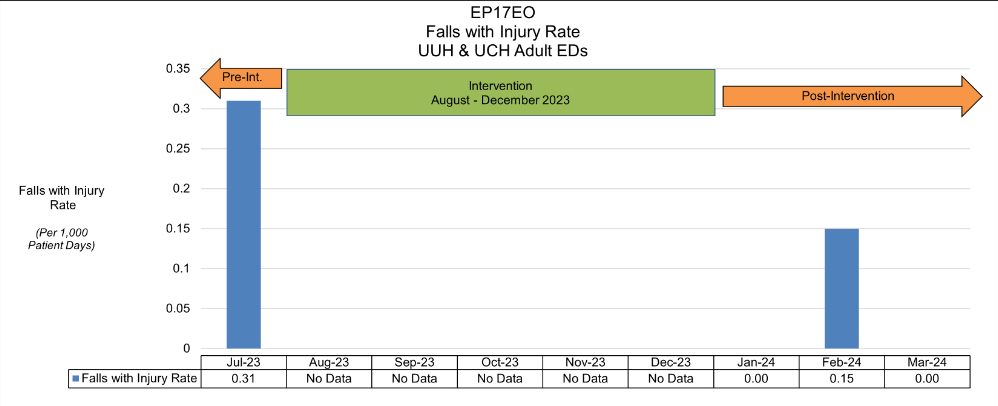 EP17EO
Falls with Injury Rate
UUH & UCH Adult EDs
0.35
0.3
0.25
0.2
0.15
0.1
0.05
0
Pre-Int.
Intervention
August - December 2023
Post-Intervention
Falls with Injury
Rate
(Per 1,000
Patient Days)
Jul-23 Aug-23 Sep-23 Oct-23 Nov-23 Dec-23 Jan-24 Feb-24 Mar-24
Falls with Injury Rate 0.31 No Data No Data No Data No Data No Data 0.00 0.15 0.00